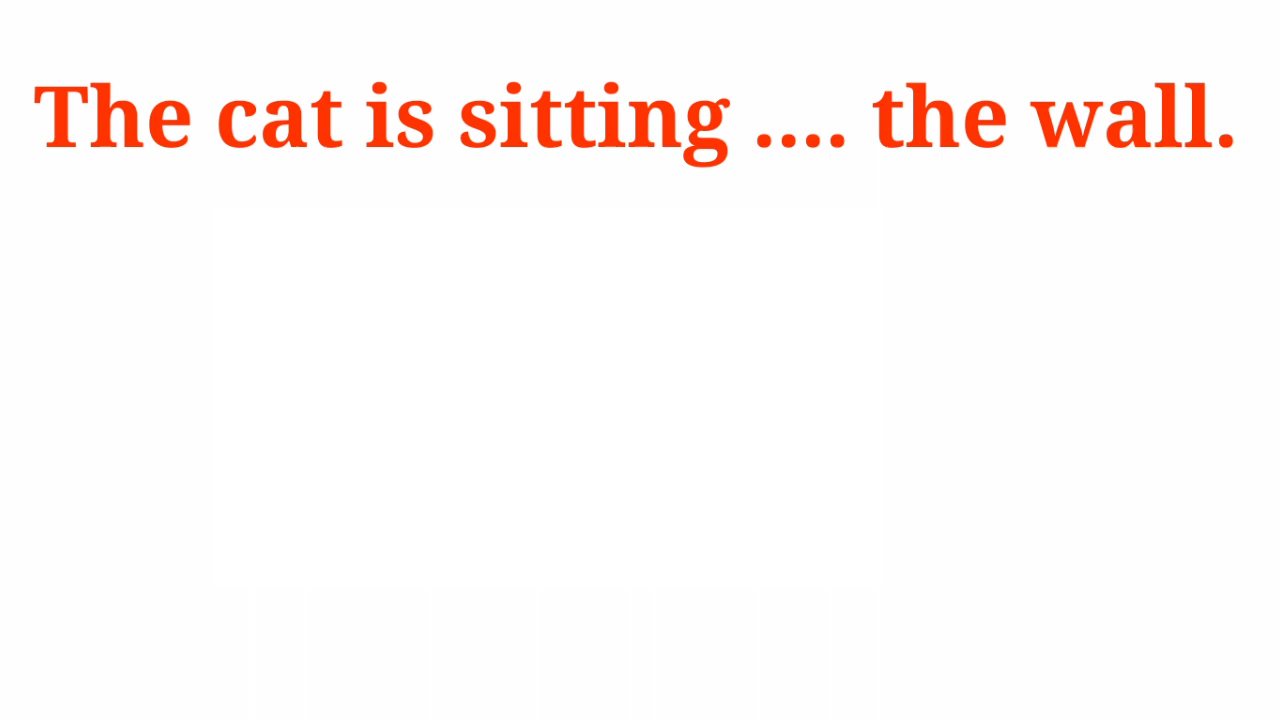 The cat is sitting .... the wall.